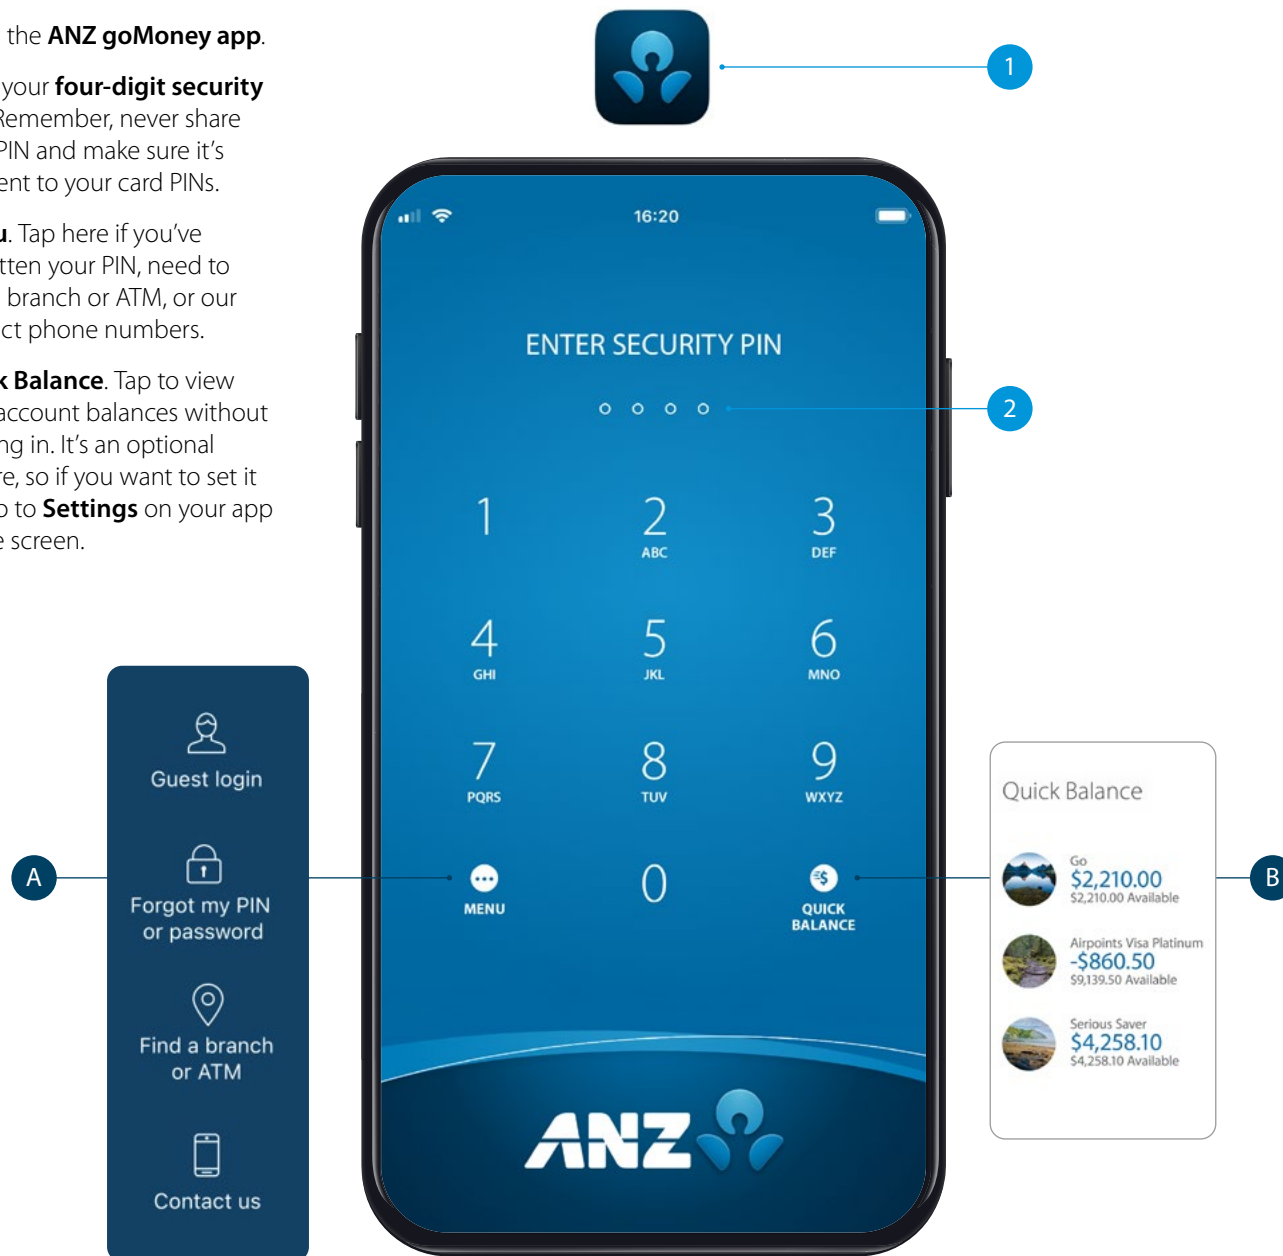 the ANZ goMoney app.
your four-digit security
Remember, never share
PIN and make sure it's
ent to your card PINs.
u. Tap here if you've
tten your PIN, need to
branch or ATM, or our
ct phone numbers.
k Balance. Tap to view
account balances without
ng in. It's an optional
re, so if you want to set it
o to Settings on your app
e screen.
1
16:20
ENTER SECURITY PIN
2
1
2
ABC
3
DEF
4
GHI
5
JKL
6
MNO
7
PQRS
8
TUV
9
WXYZ
MENU
0
QUICK
BALANCE
ANZ
A
Guest login
Forgot my PIN
or password
Find a branch
or ATM
Contact us
B
Quick Balance
Go
$2,210.00
$2,210.00 Available
Airpoints Visa Platinum
-$860.50
$9,139.50 Available
Serious Saver
$4,258.10
$4,258.10 Available